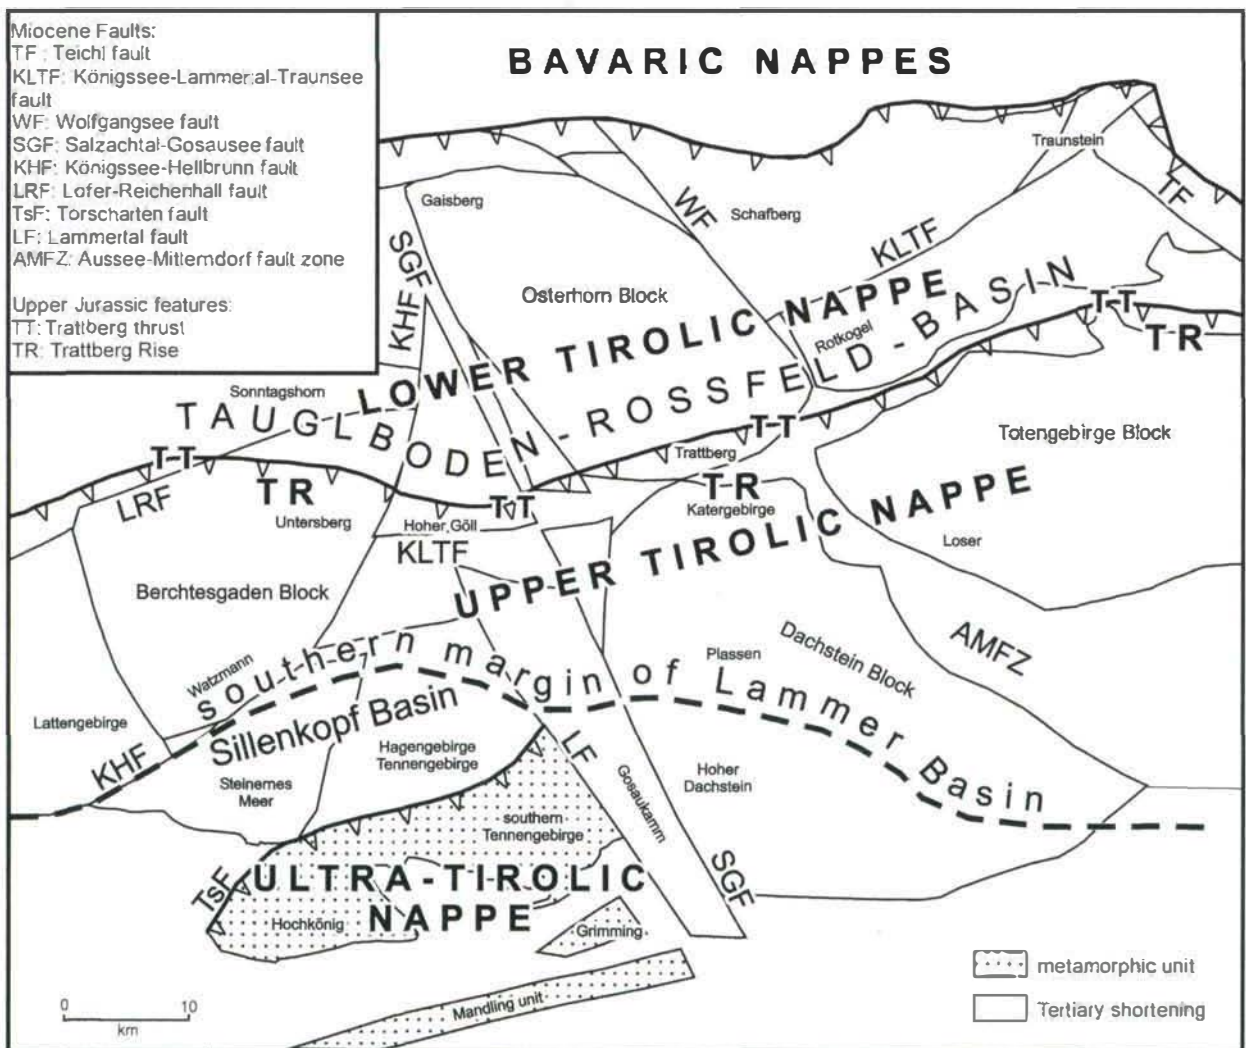 Miocene Faults:
TF : Teichl fault
KLTF: Königssee-Lammertal-Traunsee
fault
WF: Wolfgangsee fault
SGF: Salzachtal-Gosausee fault
KHF: Königssee-Hellbrunn fault
LRF: Lofer-Reichenhall fault
TsF: Torscharten fault
LF: Lammertal fault
AMFZ: Aussee-Mitterndorf fault zone
Upper Jurassic features:
TT: Trattberg thrust
TR: Trattberg Rise
BAVARIC NAPPES
Traunstein
TF
Gaisberg
WF
Schafberg
KLTF
SGF
KHF
Osterhorn Block
LOWER TIROLIC NAPPE
Rotkogel
TAUGLBODEN-ROSSFELD-BASIN
TT
TR
Sonntagshorn
TT
Totengebirge Block
TT
Trattberg
LRF
TR
Untersberg
TT
TR
Katergebirge
Hoher Göll
KLTF
UPPER TIROLIC NAPPE
Loser
Berchtesgaden Block
AMFZ
Dachstein Block
Plassen
Watzmann
southern margin of Lammer Basin
Lattengebirge
KHF
Sillenkopf Basin
Hagengebirge
Tennengebirge
LF
Steinernes
Meer
Gosaukamm
Hoher
Dachstein
southern
Tennengebirge
SGF
TsF
ULTRA-TIROLIC
NAPPE
Hochkönig
Grimming
metamorphic unit
Mandling unit
Tertiary shortening
0 10
km